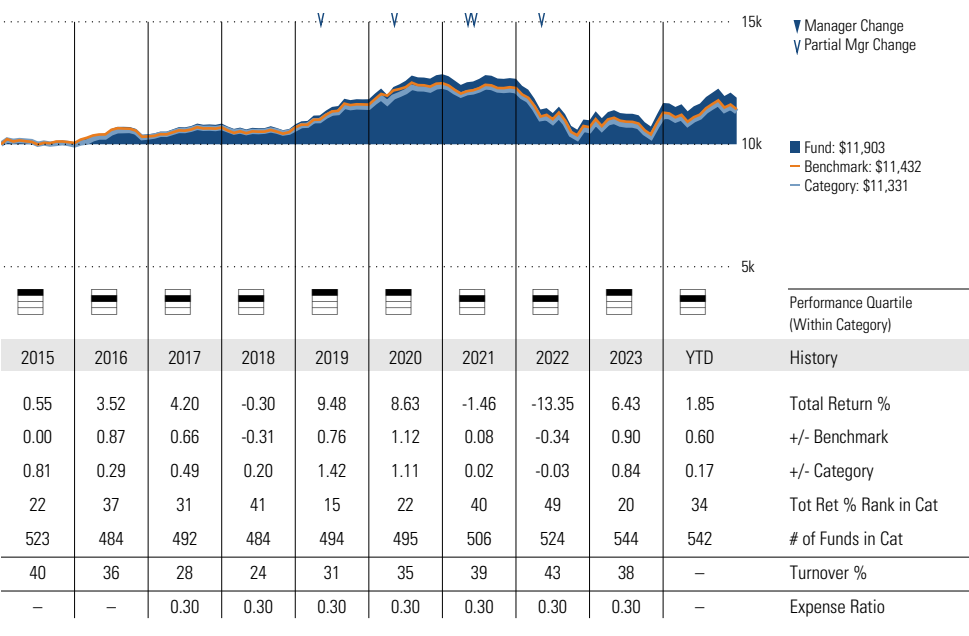 15k
▼ Manager Change
Partial Mgr Change
10k
Fund: $11,903
Benchmark: $11,432
Category: $11,331
5k
Performance Quartile
(Within Category)
2015 2016 2017 2018 2019 2020 2021 2022 2023 YTD History
0.55 3.52 4.20 -0.30 9.48 8.63 -1.46 -13.35 6.43 1.85 Total Return %
0.00 0.87 0.66 -0.31 0.76 1.12 0.08 -0.34 0.90 0.60 +/- Benchmark
0.81 0.29 0.49 0.20 1.42 1.11 0.02 -0.03 0.84 0.17 +/- Category
22 37 31 41 15 22 40 49 20 34 Tot Ret % Rank in Cat
523 484 492 484 494 495 506 524 544 542 # of Funds in Cat
40 36 28 24 31 35 39 43 38 – Turnover %
– – 0.30 0.30 0.30 0.30 0.30 0.30 0.30 – Expense Ratio